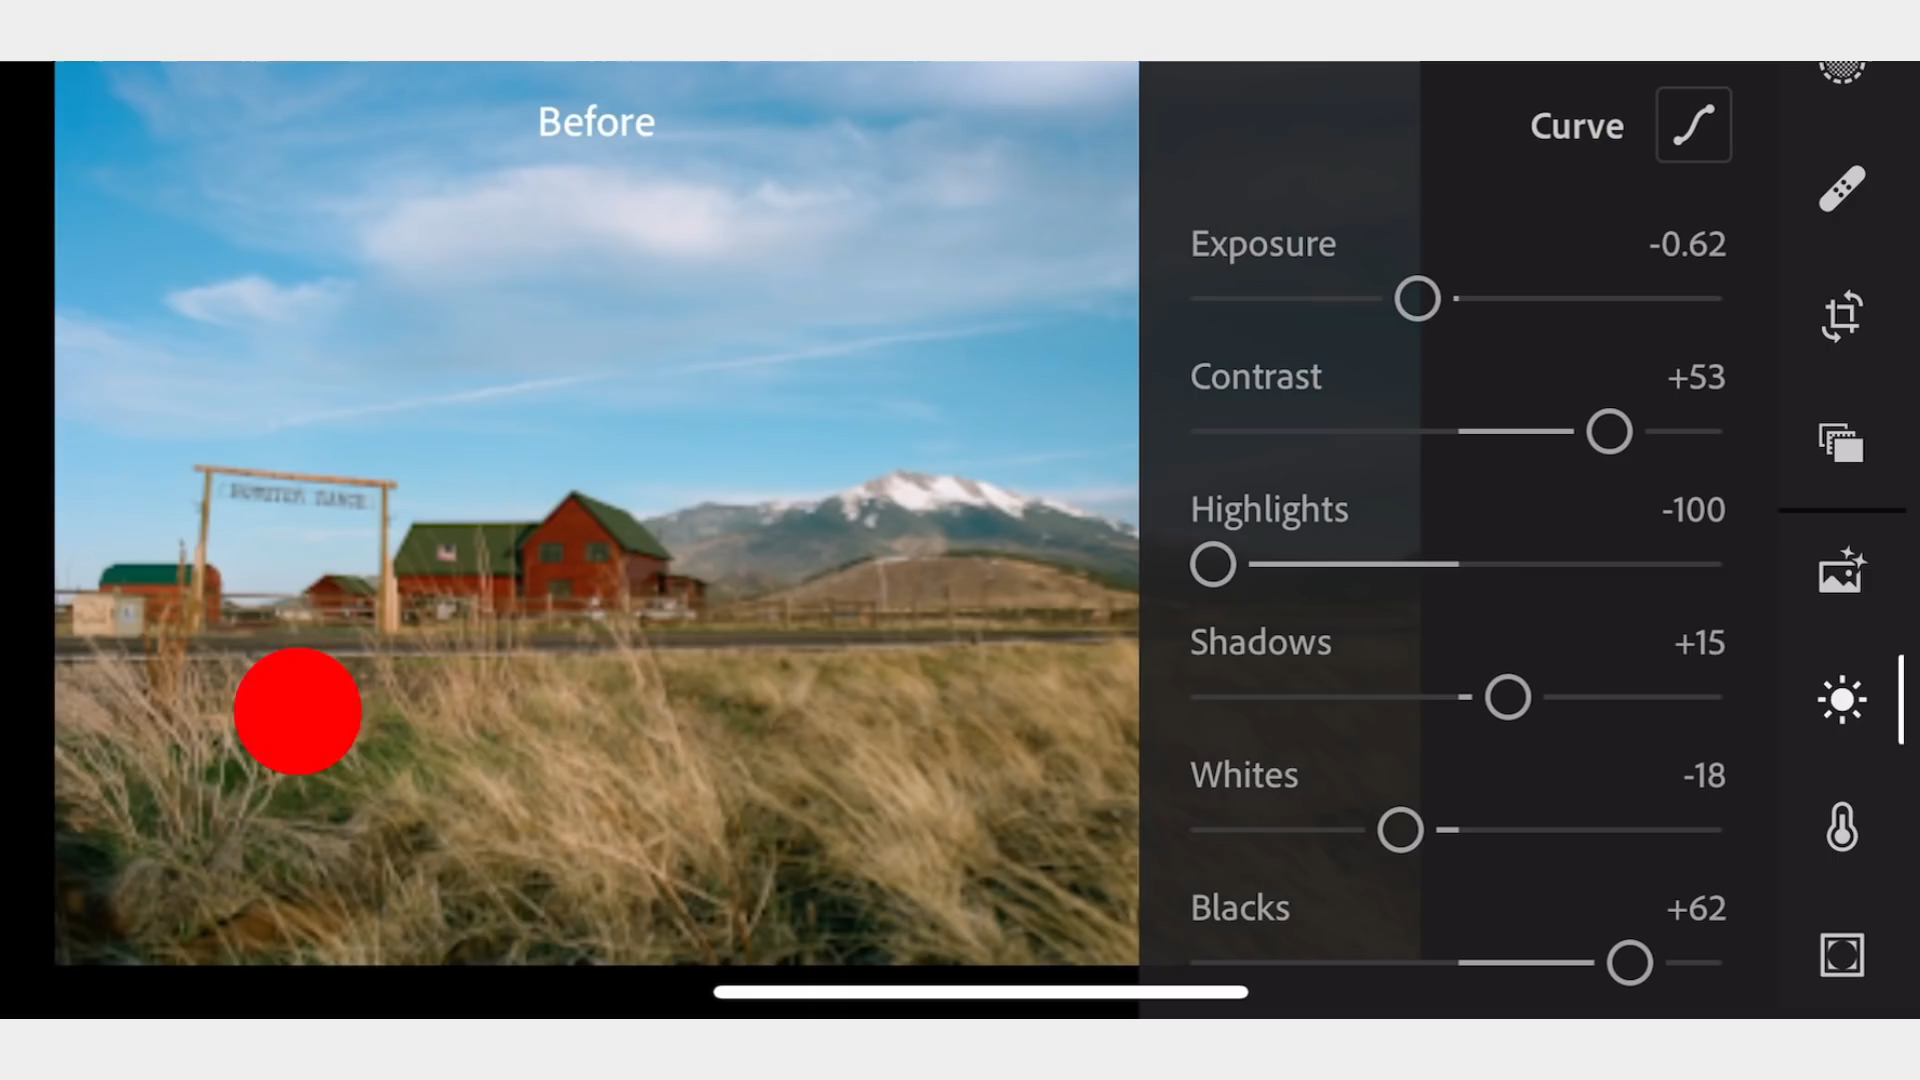 Before
Curve
Exposure -0.62
Contrast +53
Highlights -100
Shadows +15
Whites -18
Blacks +62